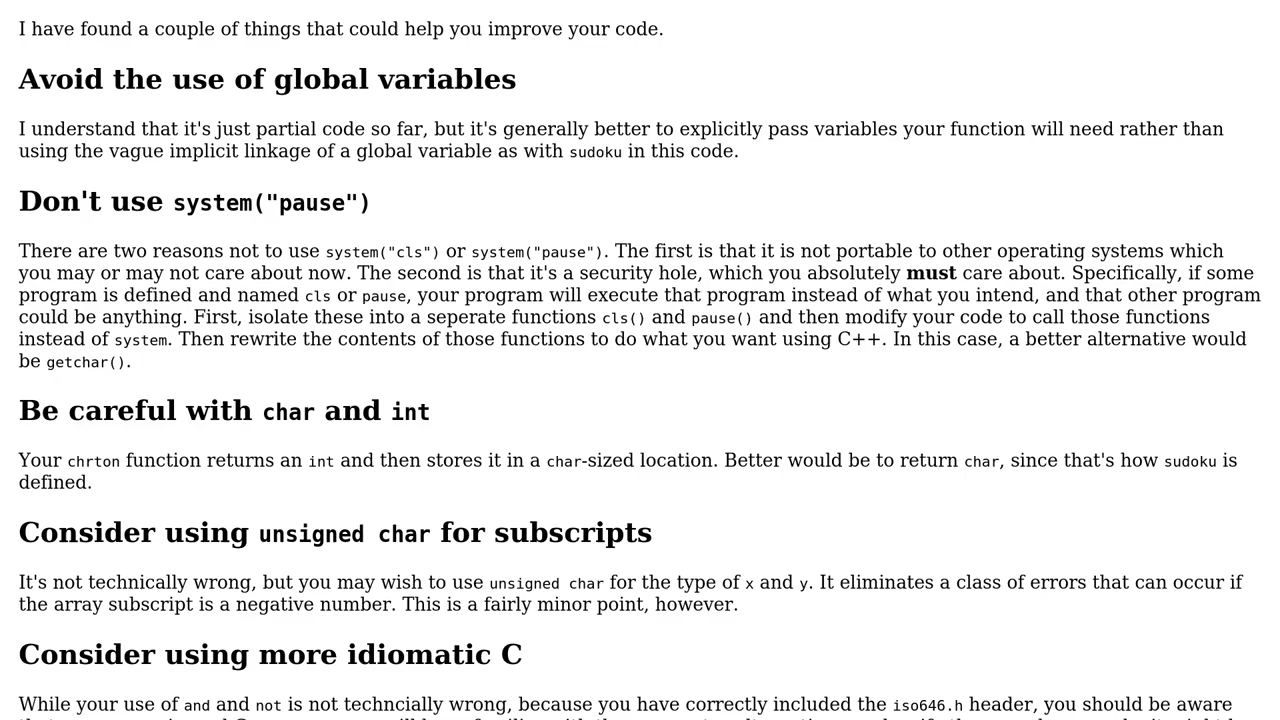 I have found a couple of things that could help you improve your code.
Avoid the use of global variables
I understand that it's just partial code so far, but it's generally better to explicitly pass variables your function will need rather than
using the vague implicit linkage of a global variable as with sudoku in this code.
Don't use system("pause")
There are two reasons not to use system("cls") or system("pause"). The first is that it is not portable to other operating systems which
you may or may not care about now. The second is that it's a security hole, which you absolutely must care about. Specifically, if some
program is defined and named cls or pause, your program will execute that program instead of what you intend, and that other program
could be anything. First, isolate these into a seperate functions cls() and pause() and then modify your code to call those functions
instead of system. Then rewrite the contents of those functions to do what you want using C++. In this case, a better alternative would
be getchar().
Be careful with char and int
Your chrton function returns an int and then stores it in a char-sized location. Better would be to return char, since that's how sudoku is
defined.
Consider using unsigned char for subscripts
It's not technically wrong, but you may wish to use unsigned char for the type of x and y. It eliminates a class of errors that can occur if
the array subscript is a negative number. This is a fairly minor point, however.
Consider using more idiomatic C
While your use of and and not is not techncially wrong, because you have correctly included the iso646.h header, you should be aware